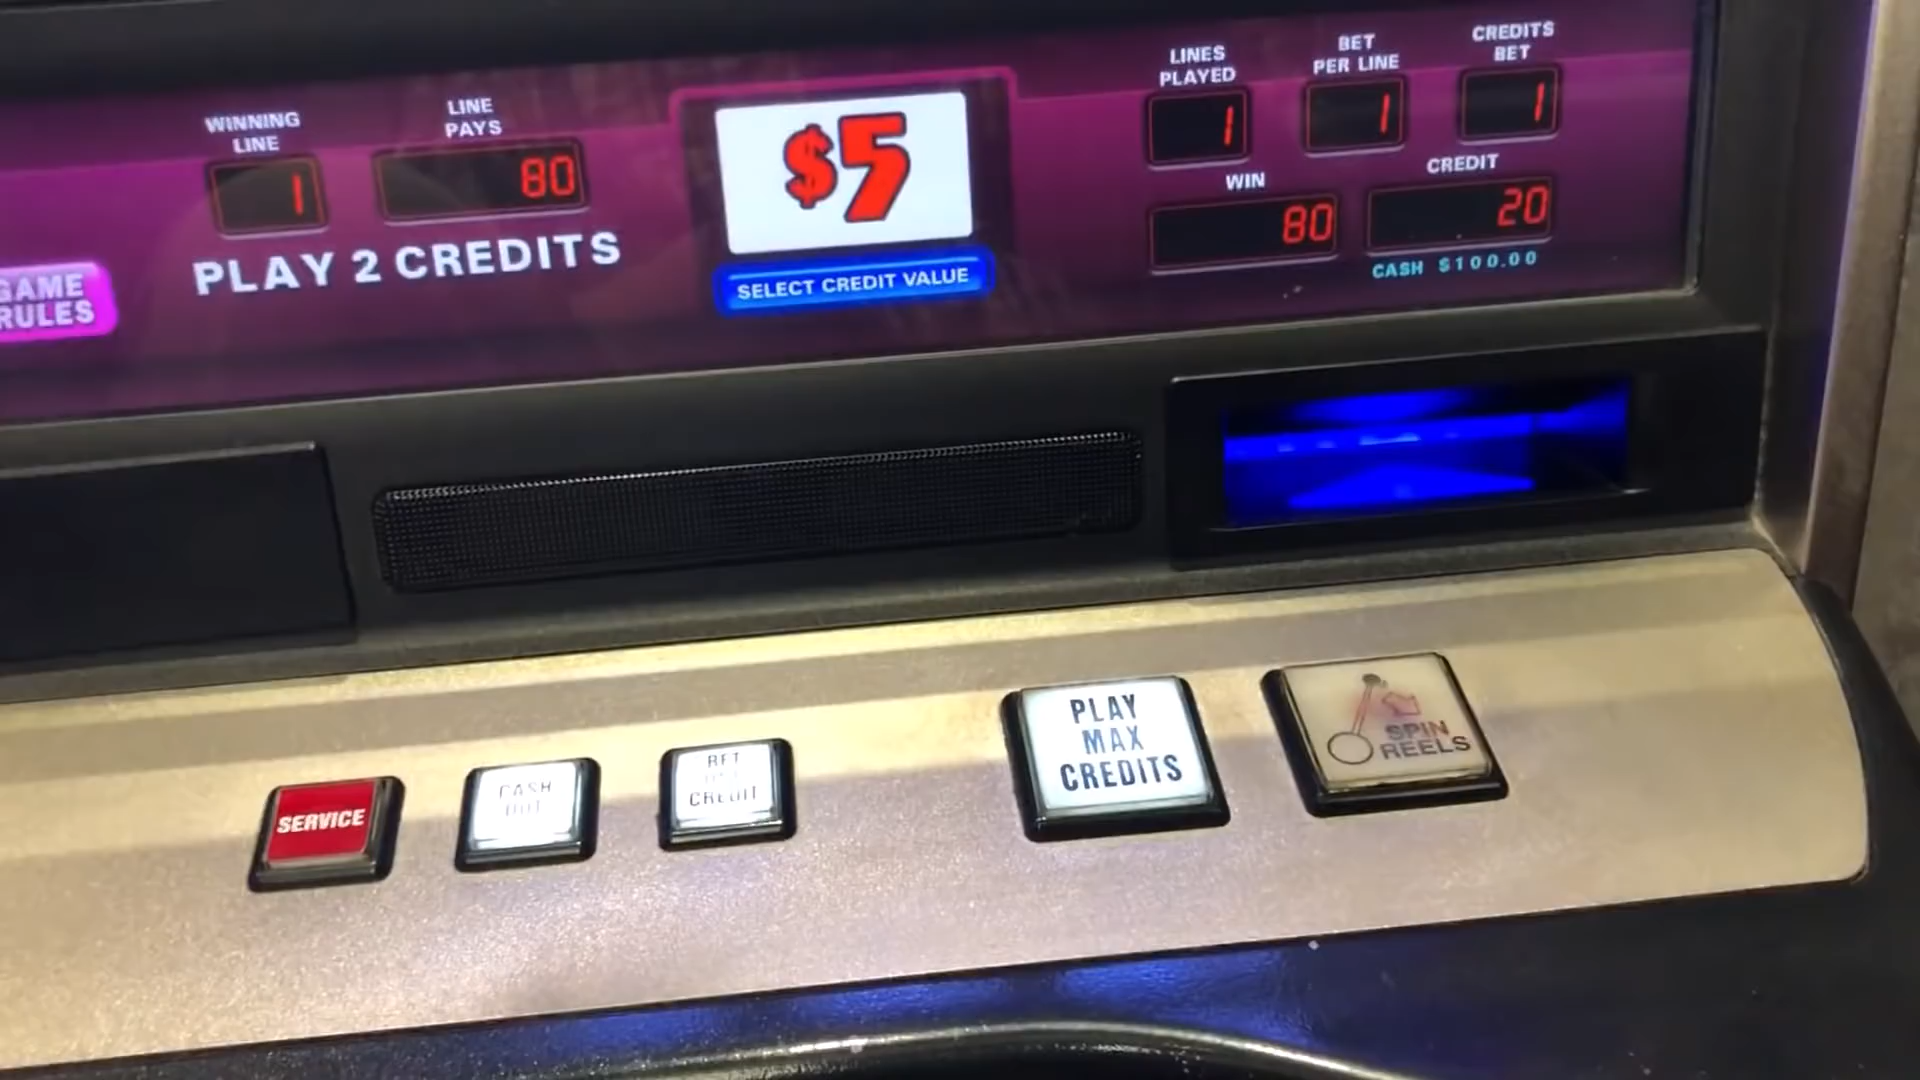 WINNING
LINE
1
LINE
PAYS
80
PLAY 2 CREDITS
GAME
RULES
$5
SELECT CREDIT VALUE
LINES
PLAYED
1
BET
PER LINE
1
CREDITS
BET
1
WIN
80
CREDIT
20
CASH $100.00
SERVICE
CASH
OUT
BET
CREDIT
PLAY
MAX
CREDITS
SPIN
REELS